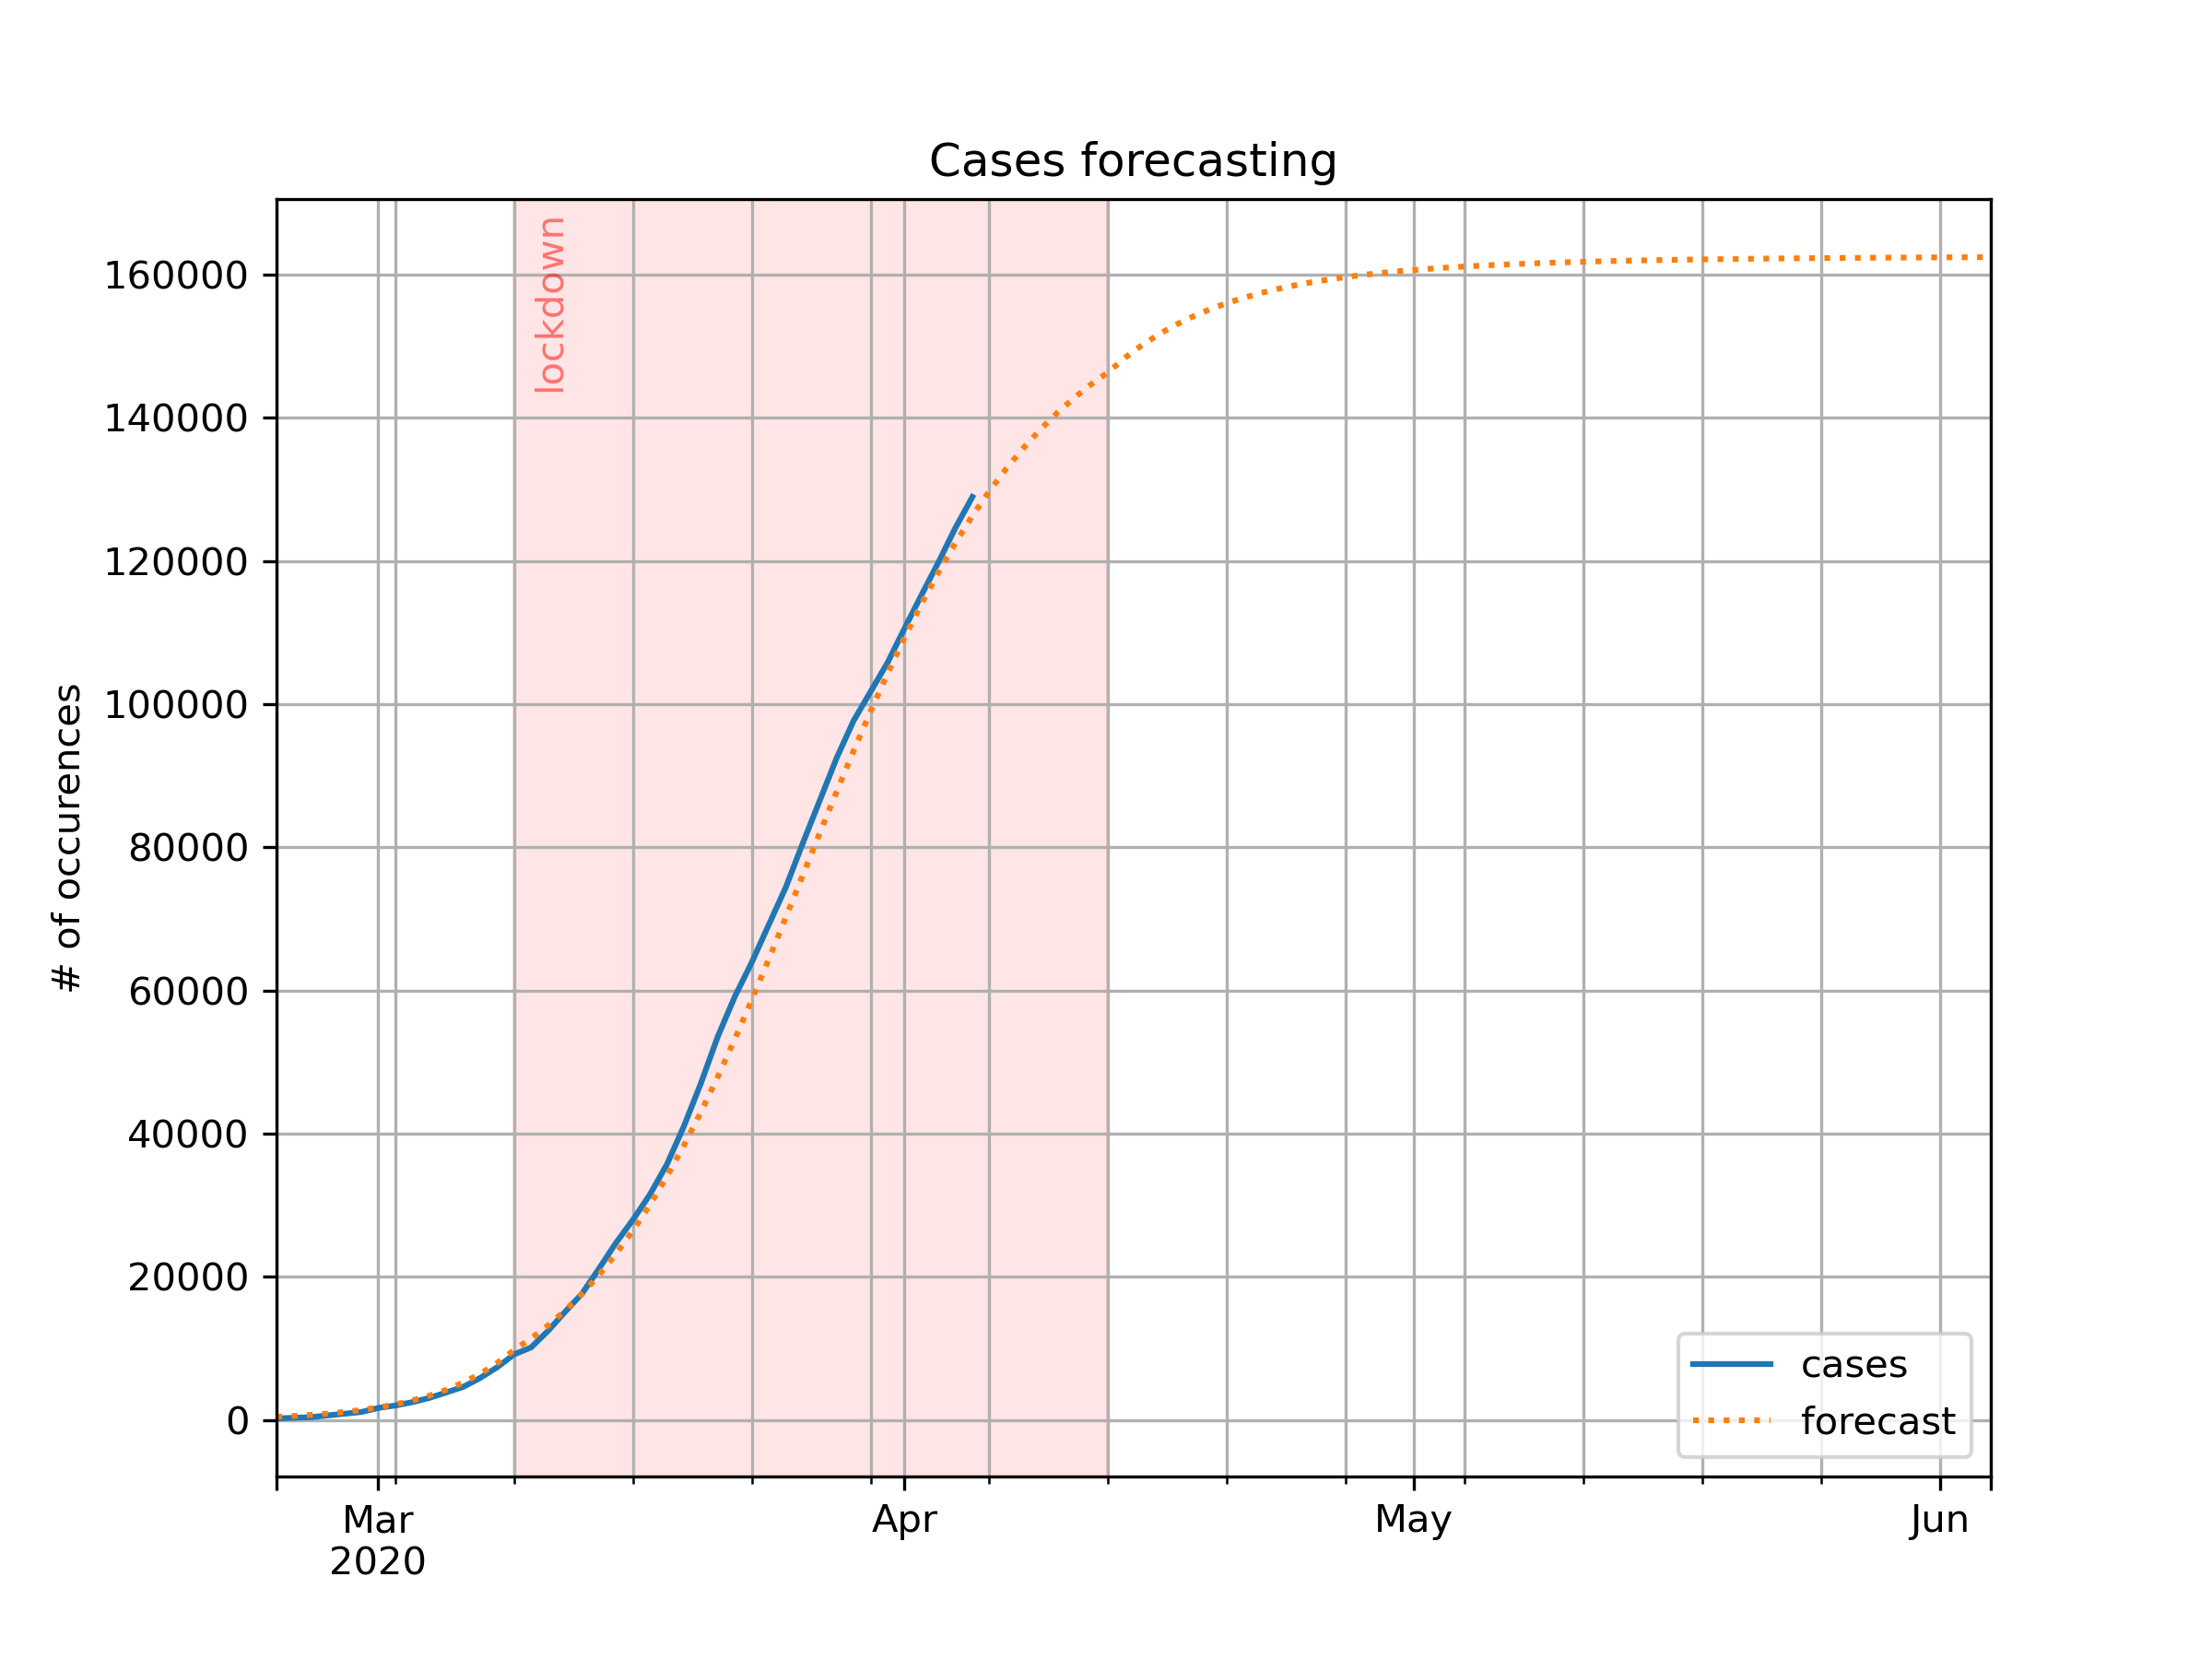 Cases forecasting
lockdown
# of occurences
160000
140000
120000
100000
80000
60000
40000
20000
0
Mar
2020
Apr
May
Jun
cases
forecast